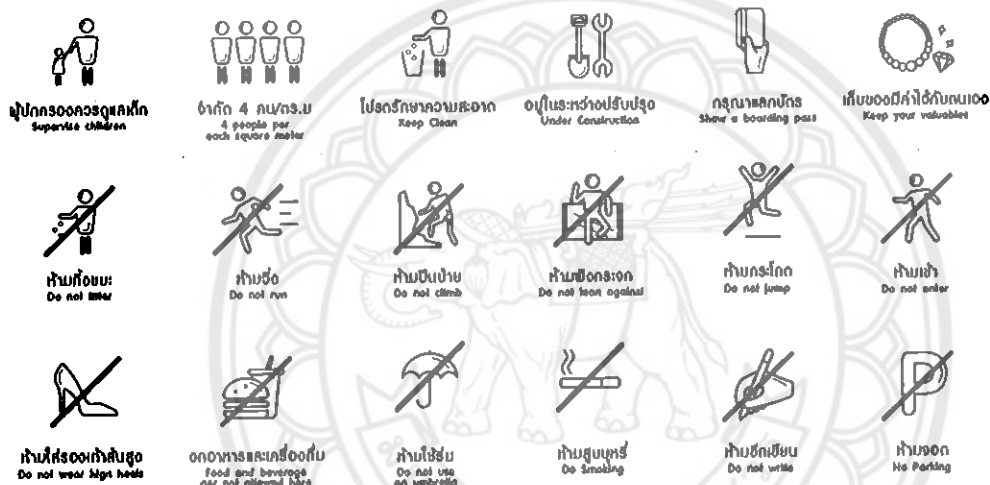 ผู้ปกครองควรดูแลเด็ก
Supervise children
จำกัด 4 คน/ตร.ม
4 people per
each square meter
โปรดรักษาความสะอาด
Keep Clean
อยู่ในระหว่างปรับปรุง
Under Construction
กรุณาแลกบัตร
Show a boarding pass
เก็บของมีค่าไว้กับตนเอง
Keep your valuables
ห้ามทิ้งขยะ
Do not litter
ห้ามวิ่ง
Do not run
ห้ามปีนป่าย
Do not climb
ห้ามพิงกระจก
Do not lean against
ห้ามกระโดด
Do not jump
ห้ามเข้า
Do not enter
ห้ามใส่รองเท้าส้นสูง
Do not wear high heels
งดอาหารและเครื่องดื่ม
Food and beverage
are not allowed here
ห้ามใช้ร่ม
Do not use
an umbrella
ห้ามสูบบุหรี่
Do Smoking
ห้ามขีดเขียน
Do not write
ห้ามจอด
No Parking
P